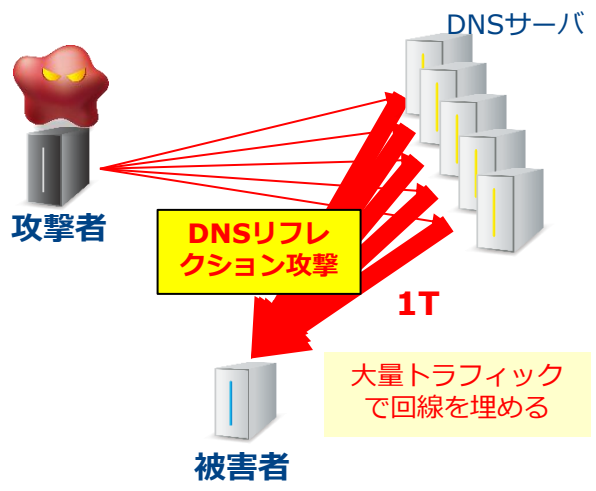 DNSサーバ
攻撃者
DNSリフレ
クション攻撃
1T
大量トラフィック
で回線を埋める
被害者